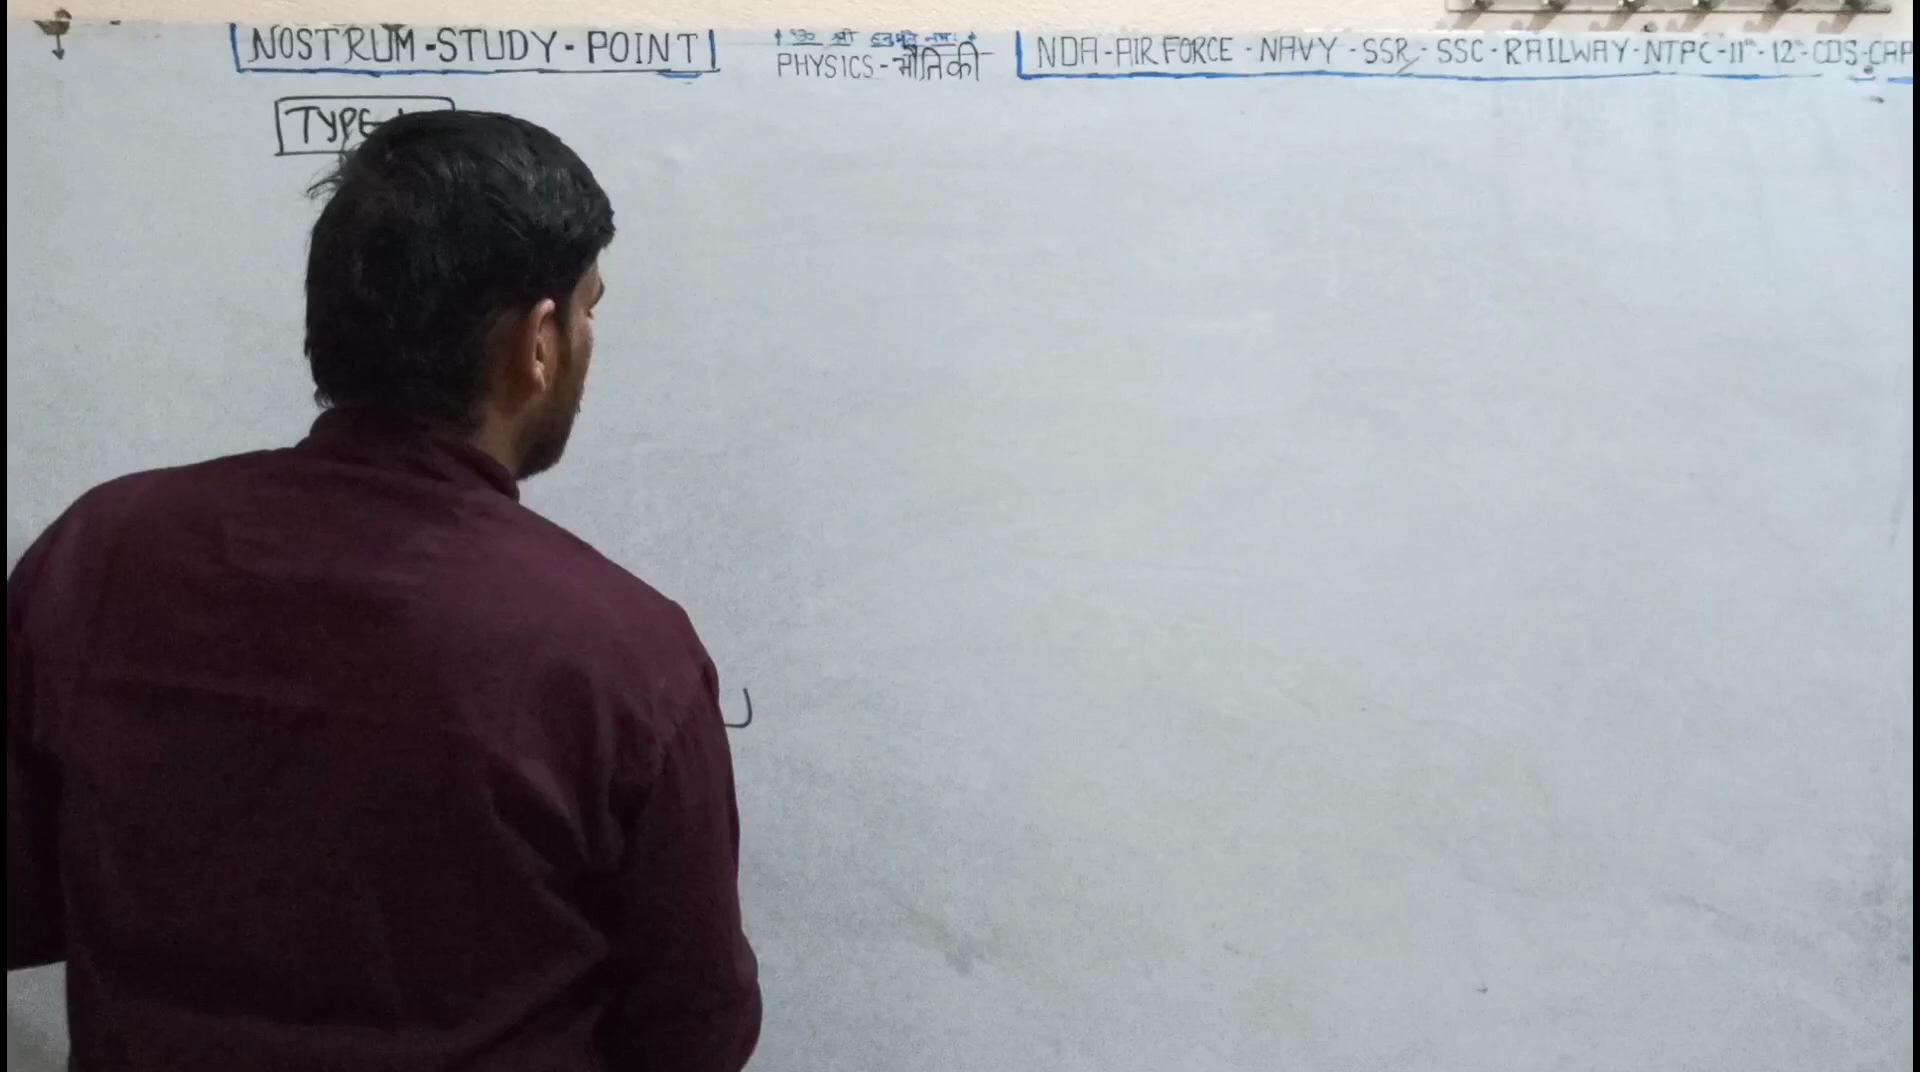 NOSTRUM-STUDY-POINT
PHYSICS-भौतिकी
NDA-AIR FORCE-NAVY-SSR-SSC-RAILWAY-NTPC-11th-12th-CDS-CAP
TYPE